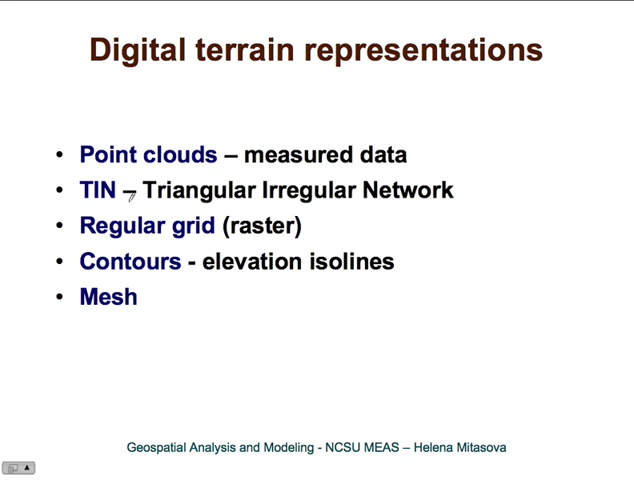 Digital terrain representations
• Point clouds – measured data
• TIN – Triangular Irregular Network
• Regular grid (raster)
• Contours - elevation isolines
• Mesh
Geospatial Analysis and Modeling - NCSU MEAS – Helena Mitasova